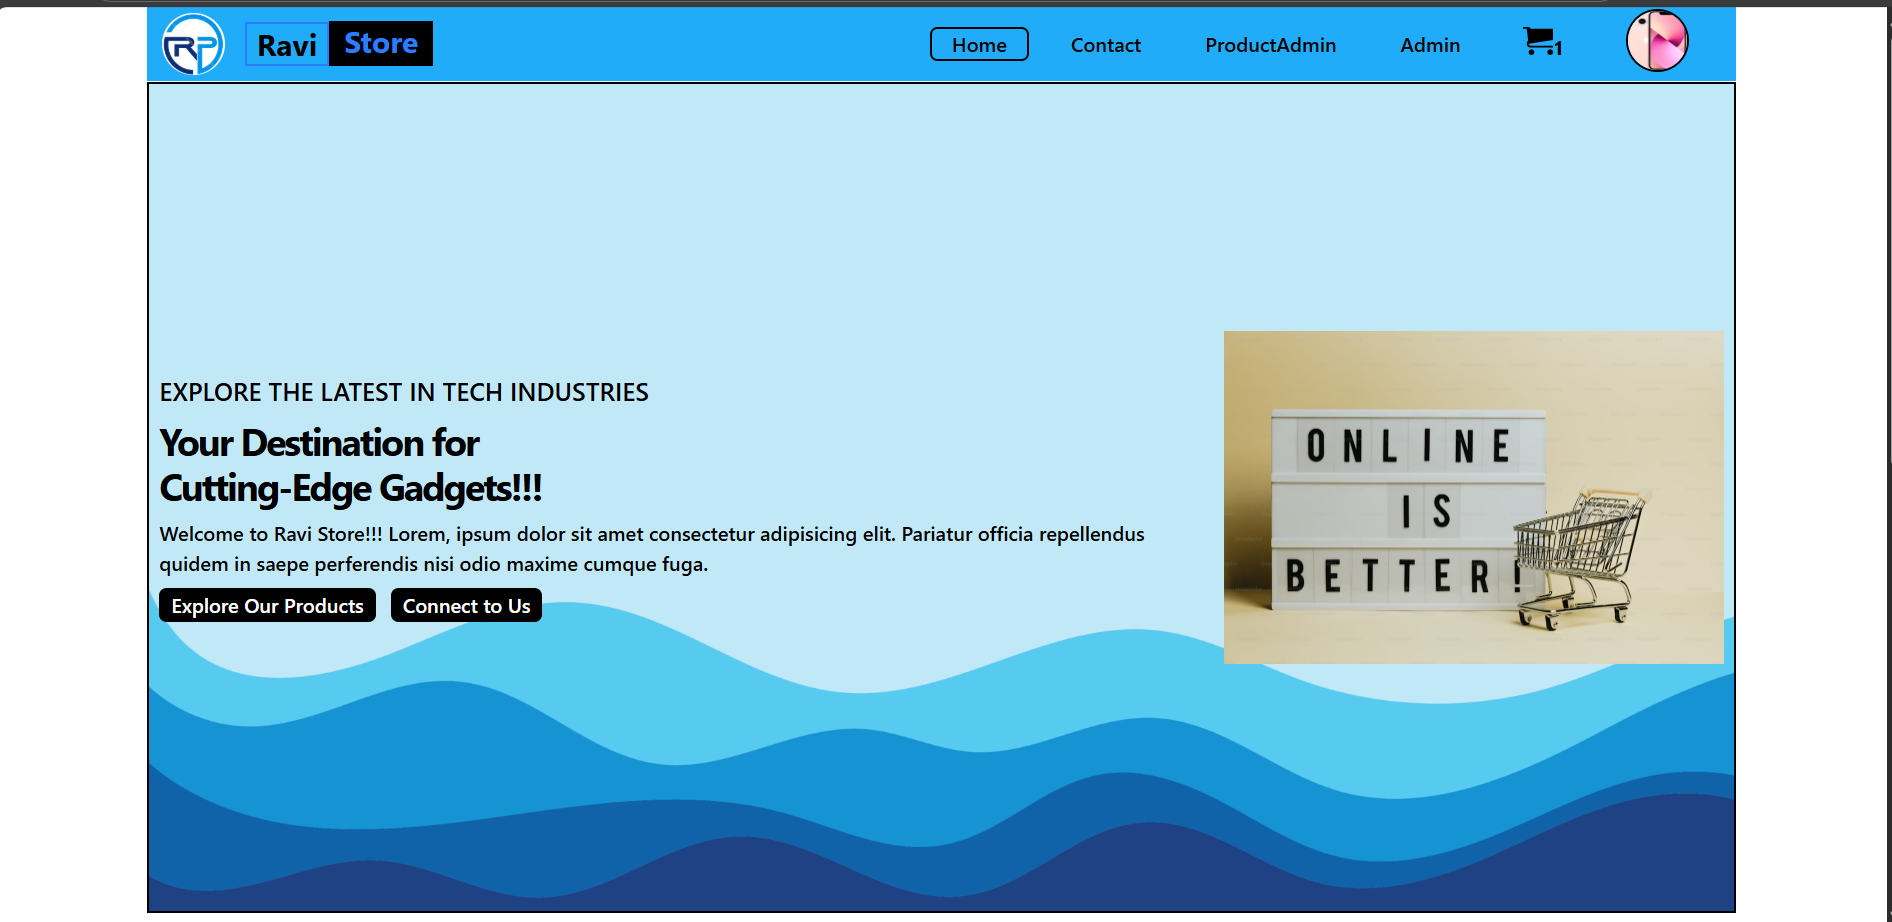 RP
Ravi Store
Home
Contact
ProductAdmin
Admin
1
EXPLORE THE LATEST IN TECH INDUSTRIES
Your Destination for
Cutting-Edge Gadgets!!!
Welcome to Ravi Store!!! Lorem, ipsum dolor sit amet consectetur adipisicing elit. Pariatur officia repellendus
quidem in saepe perferendis nisi odio maxime cumque fuga.
Explore Our Products
Connect to Us
ONLINE
IS
BETTER!